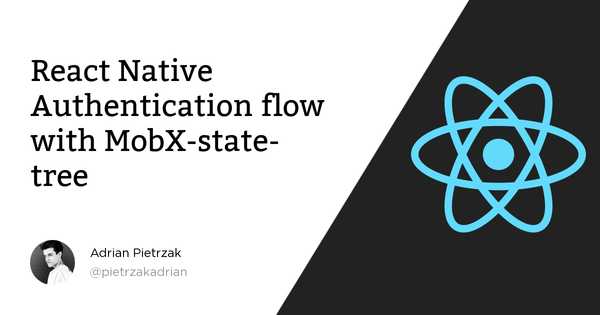 React Native
Authentication flow
with MobX-state-
tree
Adrian Pietrzak
@pietrzakadrian